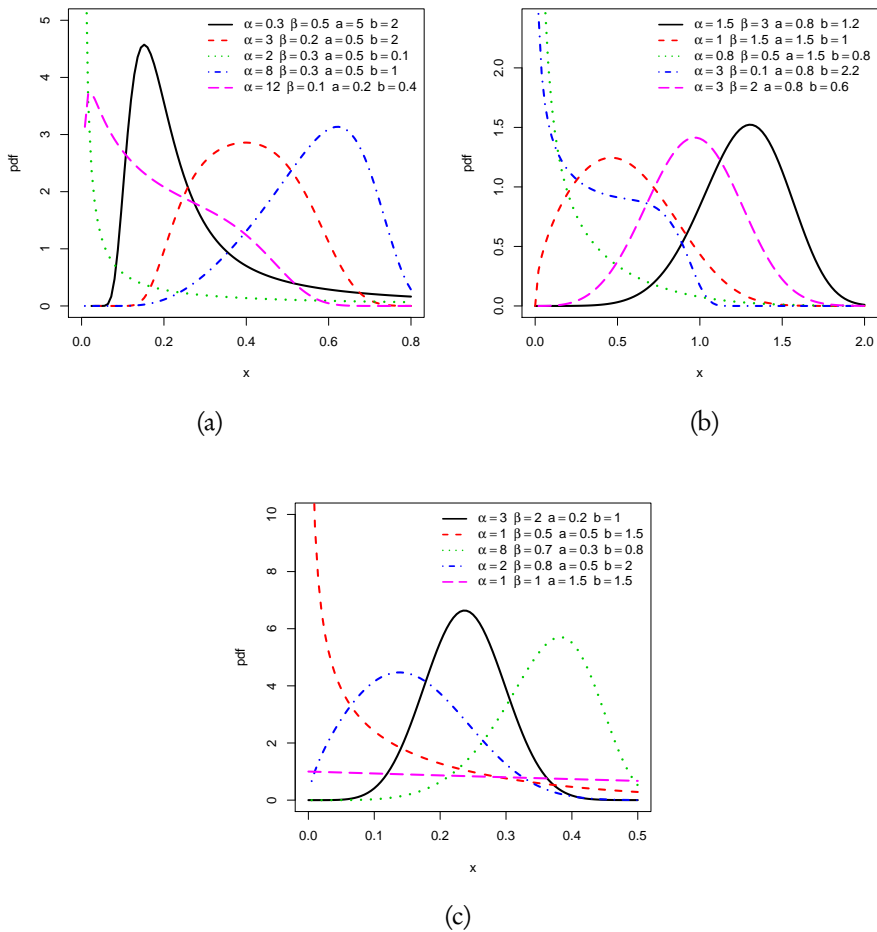 α=0.3 β=0.5 a=5 b=2
α=3 β=0.2 a=0.5 b=2
α=2 β=0.3 a=0.5 b=0.1
α=8 β=0.3 a=0.5 b=1
α=12 β=0.1 a=0.2 b=0.4
pdf
5
4
3
2
1
0
0.0 0.2 0.4 0.6 0.8
x
(a)
α=1.5 β=3 a=0.8 b=1.2
α=1 β=1.5 a=1.5 b=1
α=0.8 β=0.5 a=1.5 b=0.8
α=3 β=0.1 a=0.8 b=2.2
α=3 β=2 a=0.8 b=0.6
pdf
2.0
1.5
1.0
0.5
0.0
0.0 0.5 1.0 1.5 2.0
x
(b)
α=3 β=2 a=0.2 b=1
α=1 β=0.5 a=0.5 b=1.5
α=8 β=0.7 a=0.3 b=0.8
α=2 β=0.8 a=0.5 b=2
α=1 β=1 a=1.5 b=1.5
pdf
10
8
6
4
2
0
0.0 0.1 0.2 0.3 0.4 0.5
x
(c)